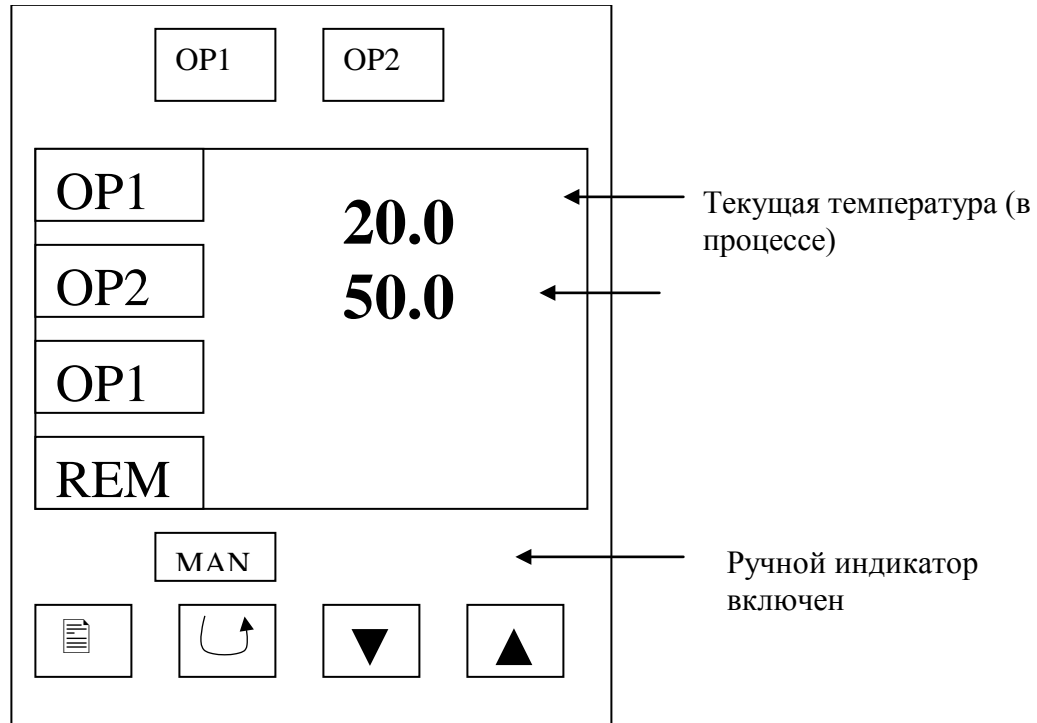 OP1 OP2
OP1
20.0
Текущая температура (в
процессе)
OP2
50.0
OP1
REM
MAN
Ручной индикатор
включен